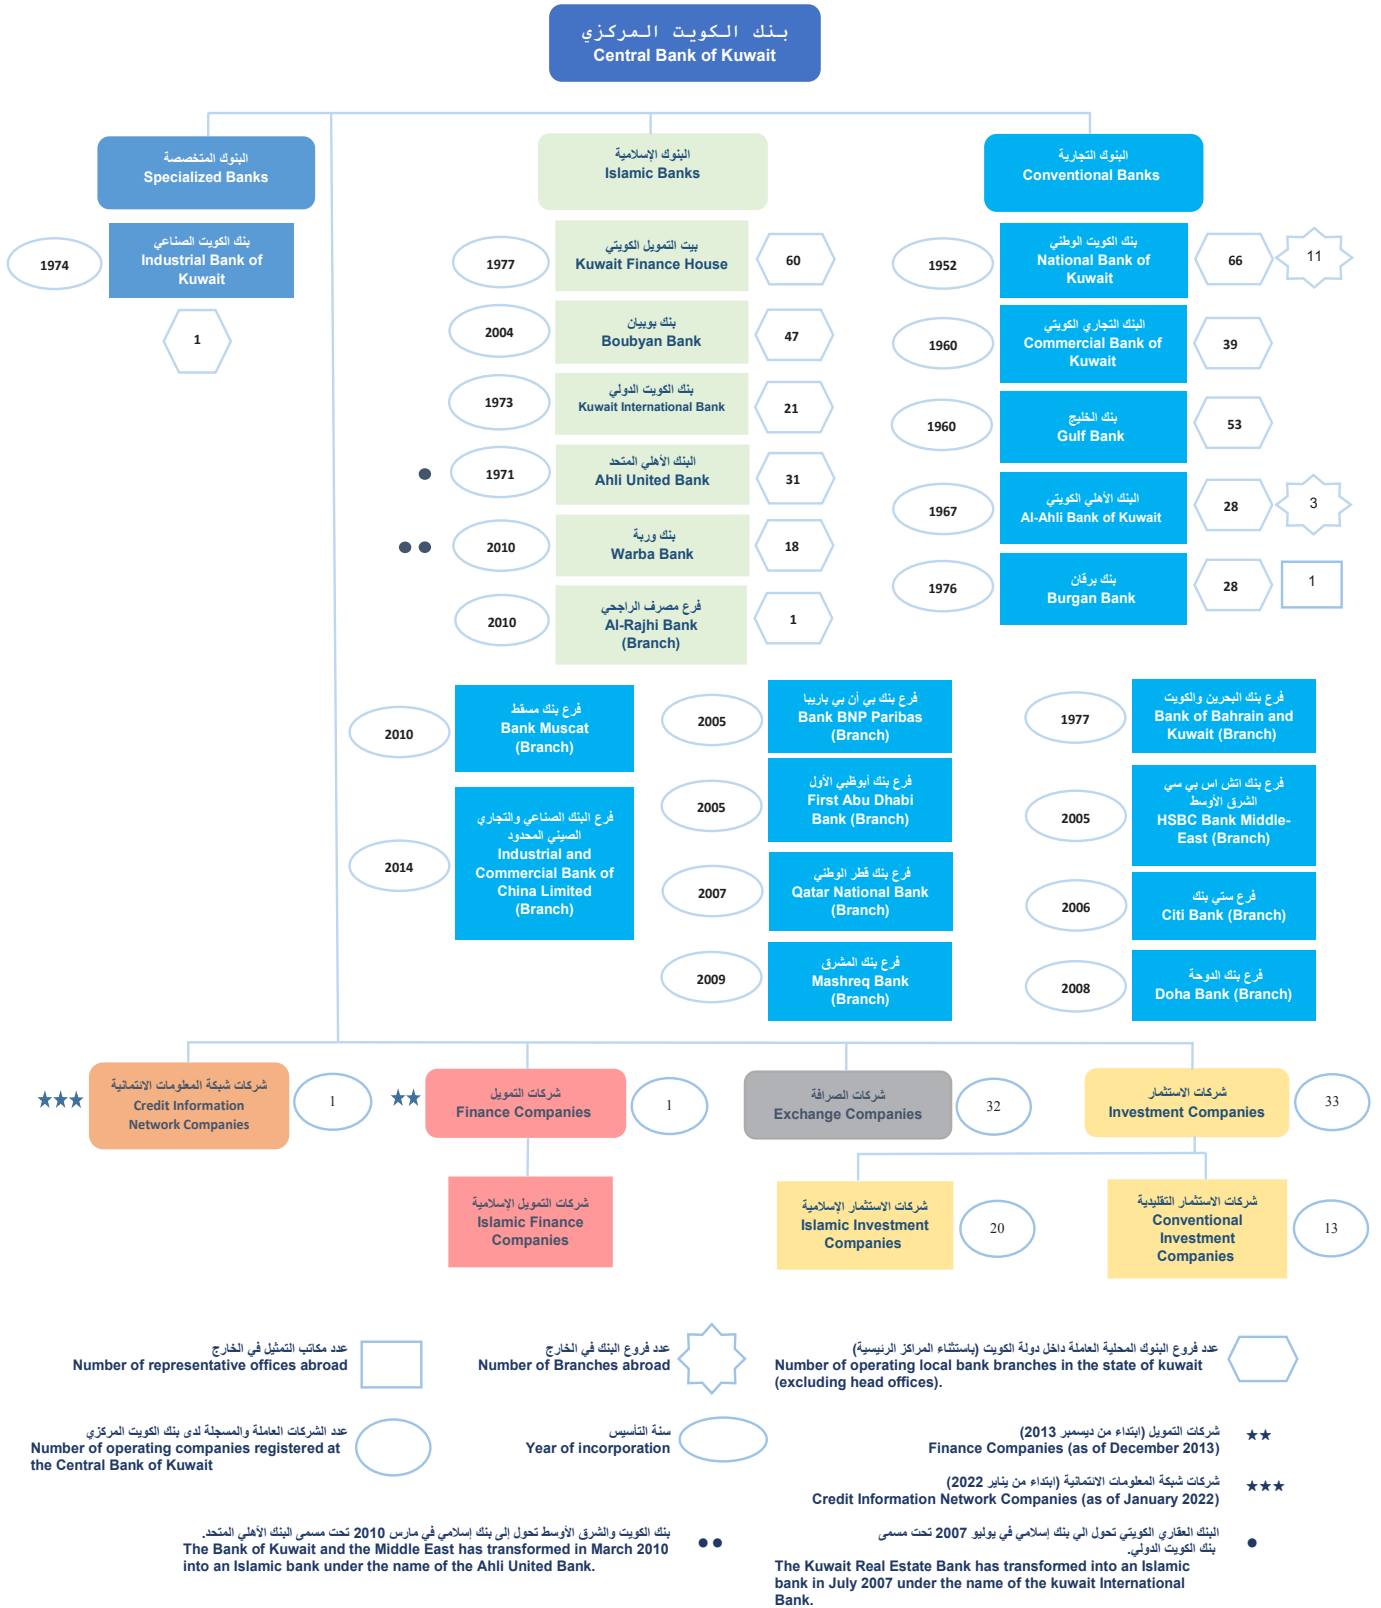 بنك الكويت المركزي
Central Bank of Kuwait
البنوك المتخصصة
Specialized Banks
البنوك الإسلامية
Islamic Banks
البنوك التجارية
Conventional Banks
1974
بنك الكويت الصناعي
Industrial Bank of
Kuwait
1
1977
بيت التمويل الكويتي
Kuwait Finance House
60
2004
بنك بوبيان
Boubyan Bank
47
1973
بنك الكويت الدولي
Kuwait International Bank
21
●
1971
البنك الأهلي المتحد
Ahli United Bank
31
●●
2010
بنك وربة
Warba Bank
18
2010
فرع مصرف الراجحي
Al-Rajhi Bank
(Branch)
1
1952
بنك الكويت الوطني
National Bank of
Kuwait
66
11
1960
البنك التجاري الكويتي
Commercial Bank of
Kuwait
39
1960
بنك الخليج
Gulf Bank
53
1967
البنك الأهلي الكويتي
Al-Ahli Bank of Kuwait
28
3
1976
بنك برقان
Burgan Bank
28
1
2010
فرع بنك مسقط
Bank Muscat
(Branch)
2014
فرع البنك الصناعي والتجاري
الصيني المحدود
Industrial and
Commercial Bank of
China Limited
(Branch)
2005
فرع بنك بي أن بي باريبا
Bank BNP Paribas
(Branch)
2005
فرع بنك أبوظبي الأول
First Abu Dhabi
Bank (Branch)
2007
فرع بنك قطر الوطني
Qatar National Bank
(Branch)
2009
فرع بنك المشرق
Mashreq Bank
(Branch)
1977
فرع بنك البحرين والكويت
Bank of Bahrain and
Kuwait (Branch)
2005
فرع بنك اتش اس بي سي
الشرق الأوسط
HSBC Bank Middle-
East (Branch)
2006
فرع ستي بنك
Citi Bank (Branch)
2008
فرع بنك الدوحة
Doha Bank (Branch)
★★★
شركات شبكة المعلومات الائتمانية
Credit Information
Network Companies
1
★★
شركات التمويل
Finance Companies
1
شركات الصرافة
Exchange Companies
32
شركات الاستثمار
Investment Companies
33
شركات التمويل الإسلامية
Islamic Finance
Companies
شركات الاستثمار الإسلامية
Islamic Investment
Companies
20
شركات الاستثمار التقليدية
Conventional
Investment
Companies
13
عدد مكاتب التمثيل في الخارج
Number of representative offices abroad
عدد فروع البنك في الخارج
Number of Branches abroad
عدد فروع البنوك المحلية العاملة داخل دولة الكويت (باستثناء المراكز الرئيسية)
Number of operating local bank branches in the state of kuwait
(excluding head offices).
عدد الشركات العاملة والمسجلة لدى بنك الكويت المركزي
Number of operating companies registered at
the Central Bank of Kuwait
سنة التأسيس
Year of incorporation
شركات التمويل (ابتداء من ديسمبر 2013)
Finance Companies (as of December 2013)
★★
شركات شبكة المعلومات الائتمانية (ابتداء من يناير 2022)
Credit Information Network Companies (as of January 2022)
★★★
بنك الكويت والشرق الأوسط تحول إلى بنك إسلامي في مارس 2010 تحت مسمى البنك الأهلي المتحد.
The Bank of Kuwait and the Middle East has transformed in March 2010
into an Islamic bank under the name of the Ahli United Bank.
●●
البنك العقاري الكويتي تحول الي بنك إسلامي في يوليو 2007 تحت مسمى
بنك الكويت الدولي.
The Kuwait Real Estate Bank has transformed into an Islamic
bank in July 2007 under the name of the kuwait International
Bank.
●